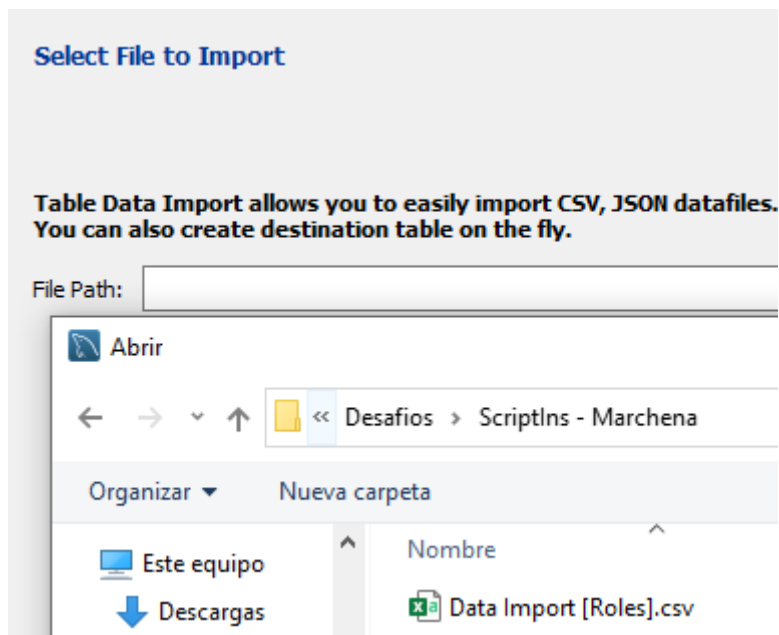 Select File to Import
Table Data Import allows you to easily import CSV, JSON datafiles.
You can also create destination table on the fly.
File Path:
Abrir
« Desafios > ScriptIns - Marchena
Organizar Nueva carpeta
Este equipo
Nombre
Descargas
Data Import [Roles].csv